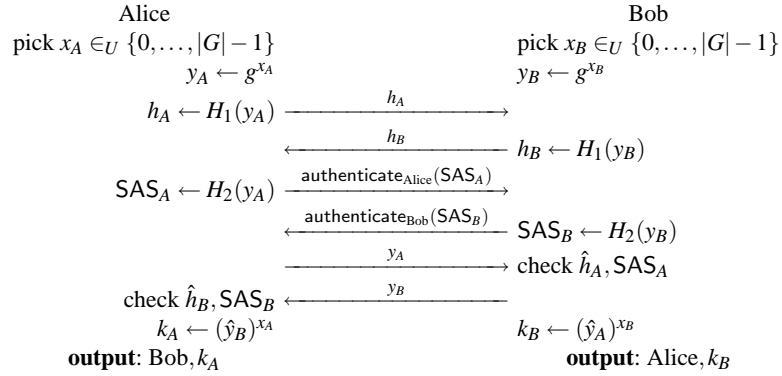 Alice Bob
pick x_A ∈_U {0,…,|G|−1} pick x_B ∈_U {0,…,|G|−1}
y_A ← g^{x_A} y_B ← g^{x_B}
h_A ← H_1(y_A) h_A
h_B h_B ← H_1(y_B)
SAS_A ← H_2(y_A) authenticate_Alice(SAS_A)
authenticate_Bob(SAS_B) SAS_B ← H_2(y_B)
y_A check ĥ_A, SAS_A
check ĥ_B, SAS_B y_B
k_A ← (ŷ_B)^{x_A} k_B ← (ŷ_A)^{x_B}
output: Bob, k_A output: Alice, k_B